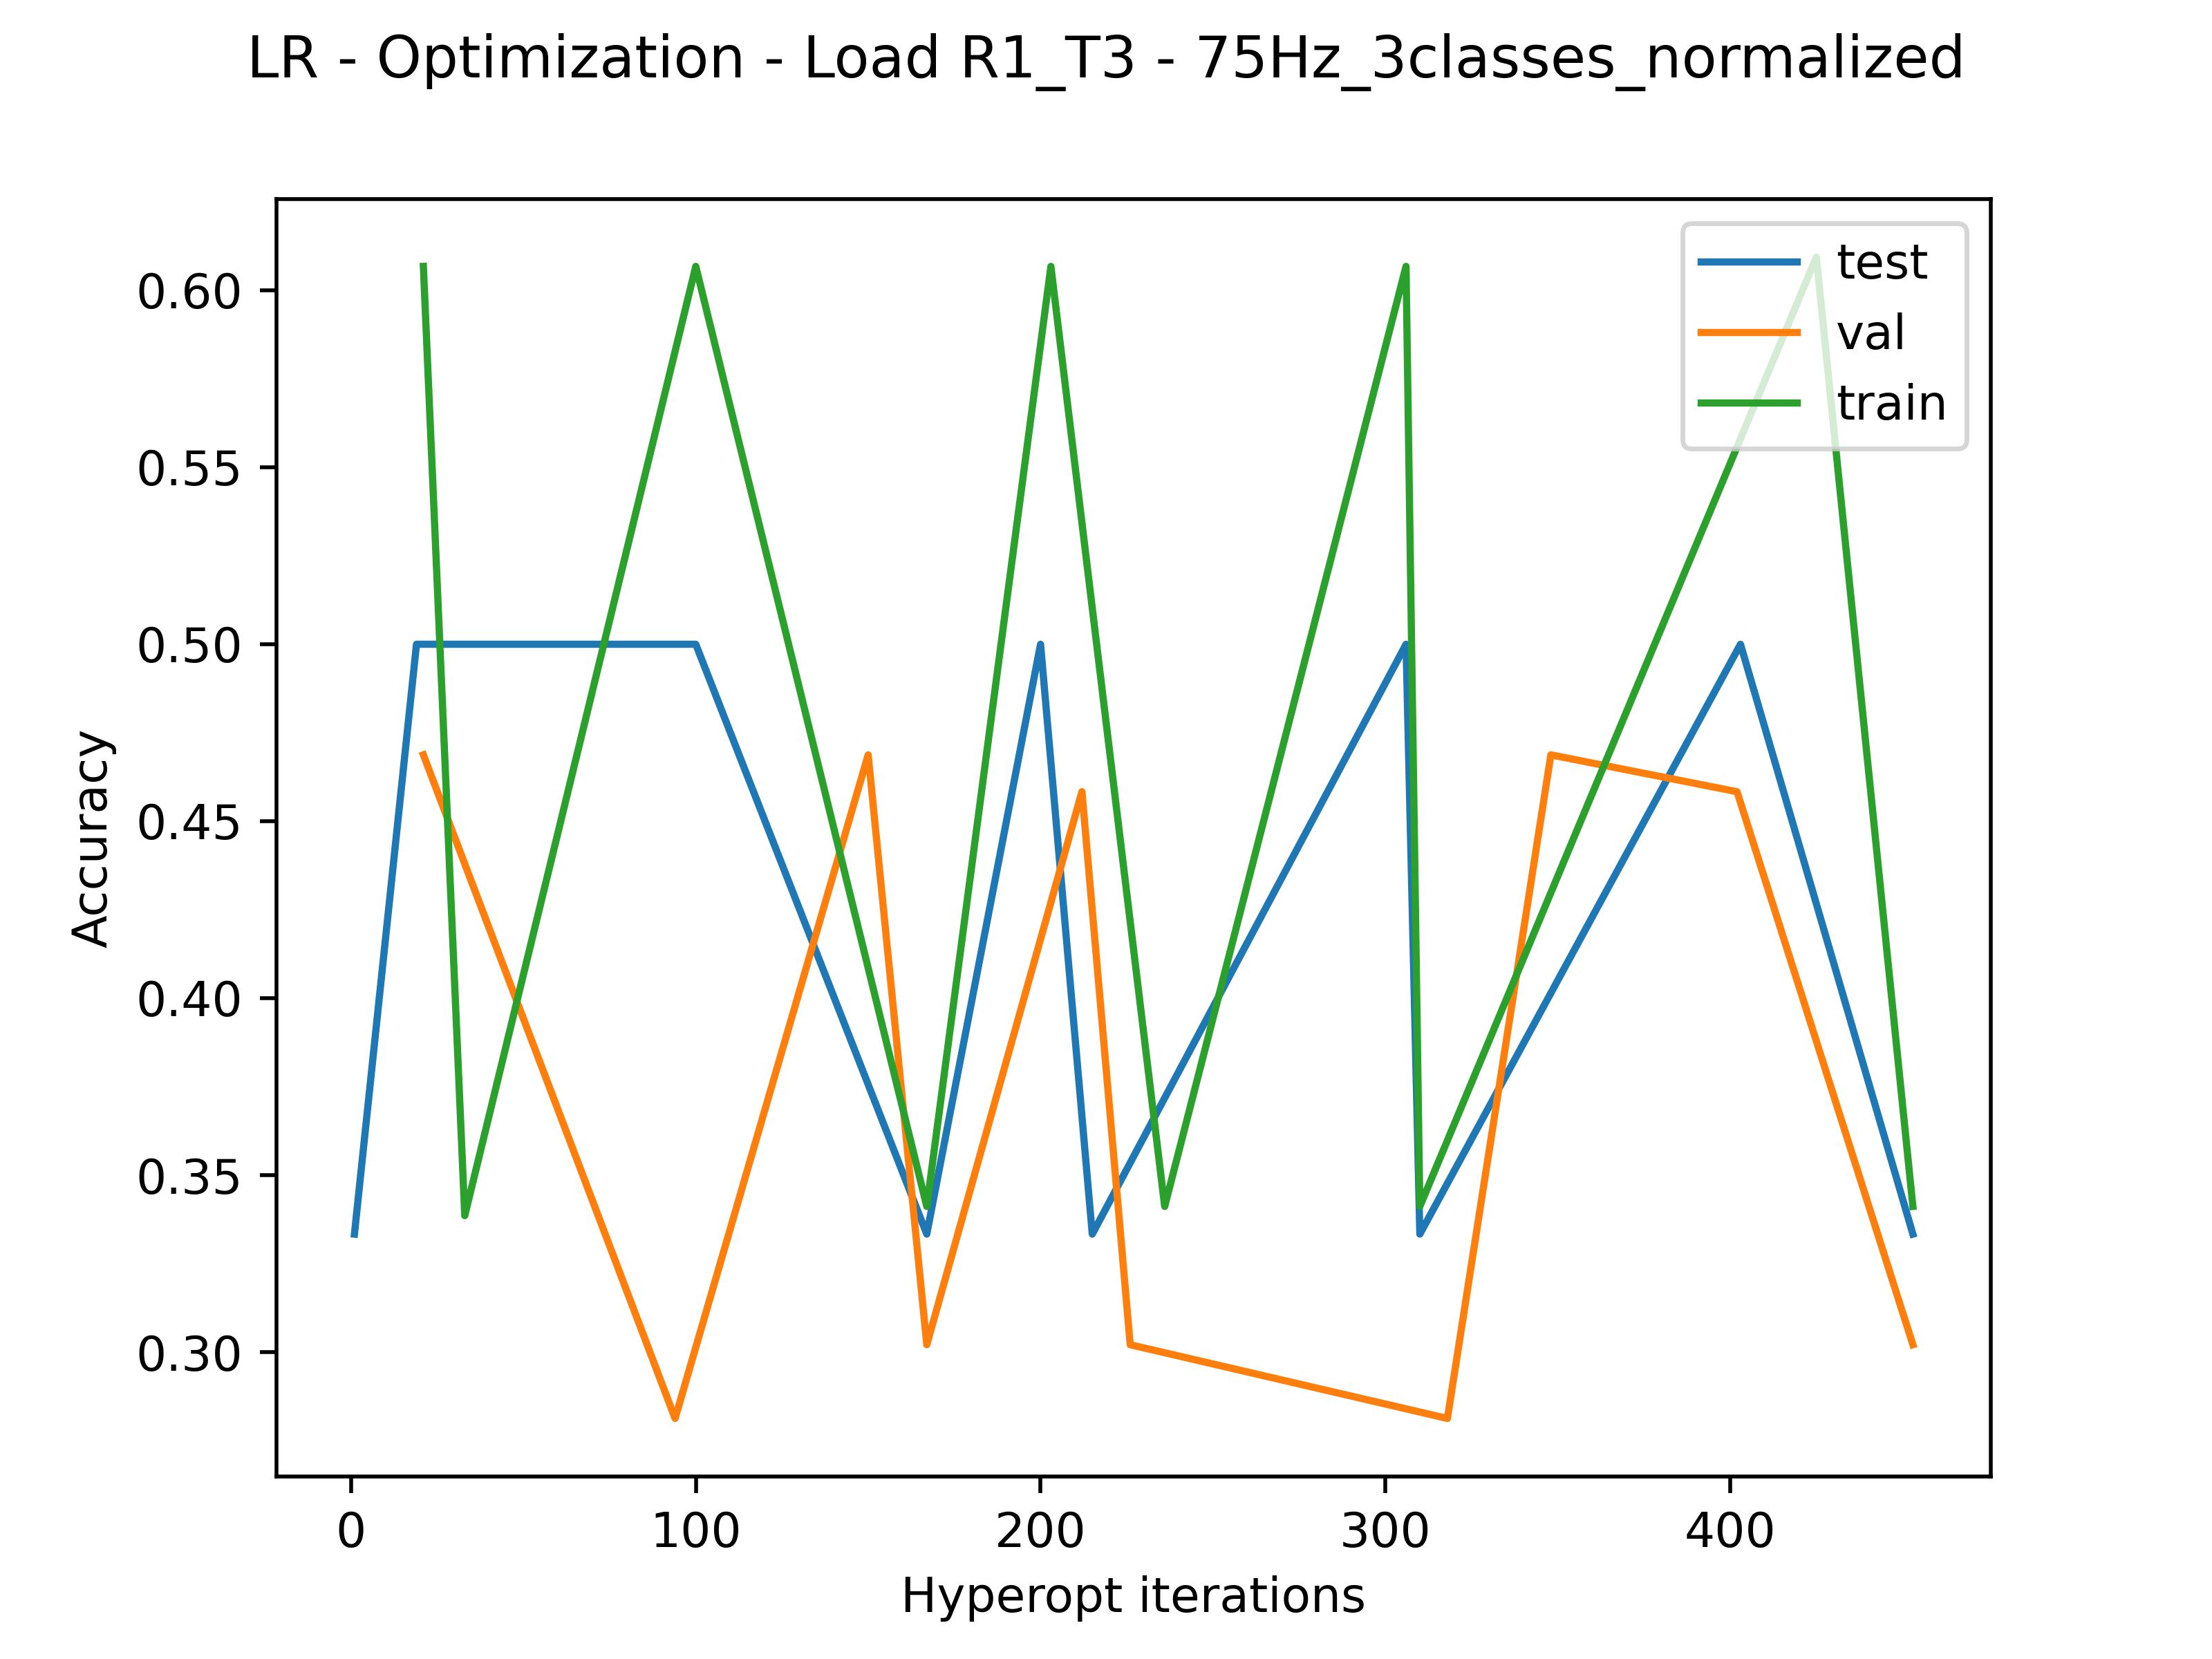 LR - Optimization - Load R1_T3 - 75Hz_3classes_normalized
test
val
train
0.60
0.55
0.50
0.45
0.40
0.35
0.30
Accuracy
0 100 200 300 400
Hyperopt iterations